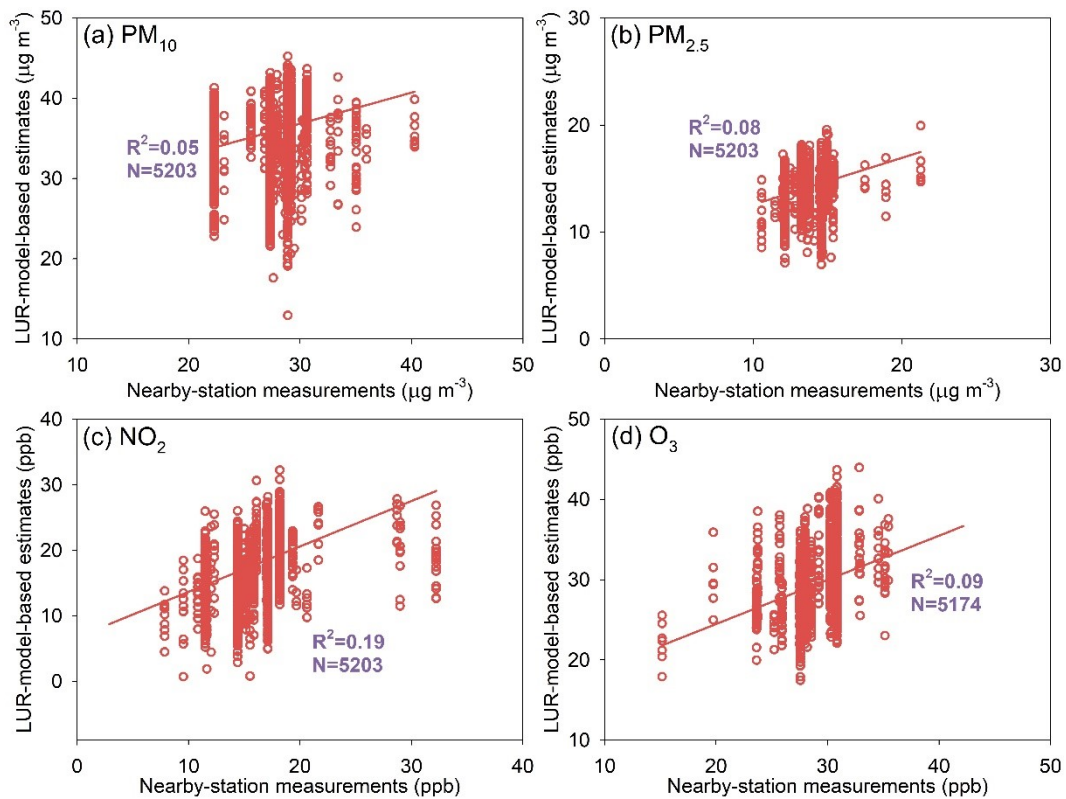 (a) PM10
LUR-model-based estimates (μg m-3)
50
40
30
20
10
R2=0.05
N=5203
10 20 30 40 50
Nearby-station measurements (μg m-3)
(b) PM2.5
LUR-model-based estimates (μg m-3)
30
20
10
0
R2=0.08
N=5203
0 10 20 30
Nearby-station measurements (μg m-3)
(c) NO2
LUR-model-based estimates (ppb)
40
30
20
10
0
R2=0.19
N=5203
0 10 20 30 40
Nearby-station measurements (ppb)
(d) O3
LUR-model-based estimates (ppb)
50
40
30
20
10
R2=0.09
N=5174
10 20 30 40 50
Nearby-station measurements (ppb)